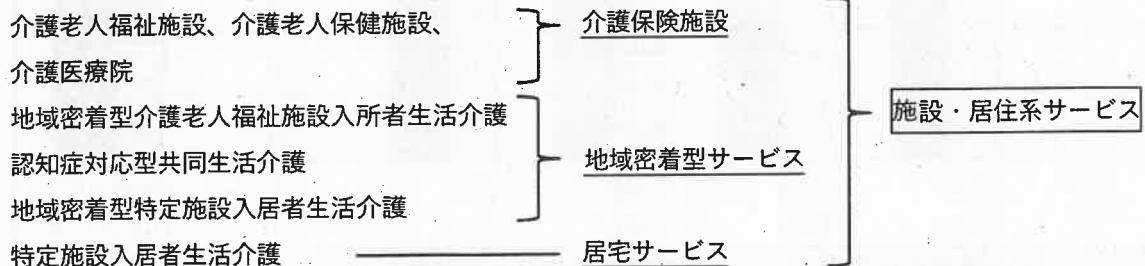 介護老人福祉施設、介護老人保健施設、
介護医療院
介護保険施設
地域密着型介護老人福祉施設入所者生活介護
認知症対応型共同生活介護
地域密着型特定施設入居者生活介護
地域密着型サービス
特定施設入居者生活介護
居宅サービス
施設・居住系サービス